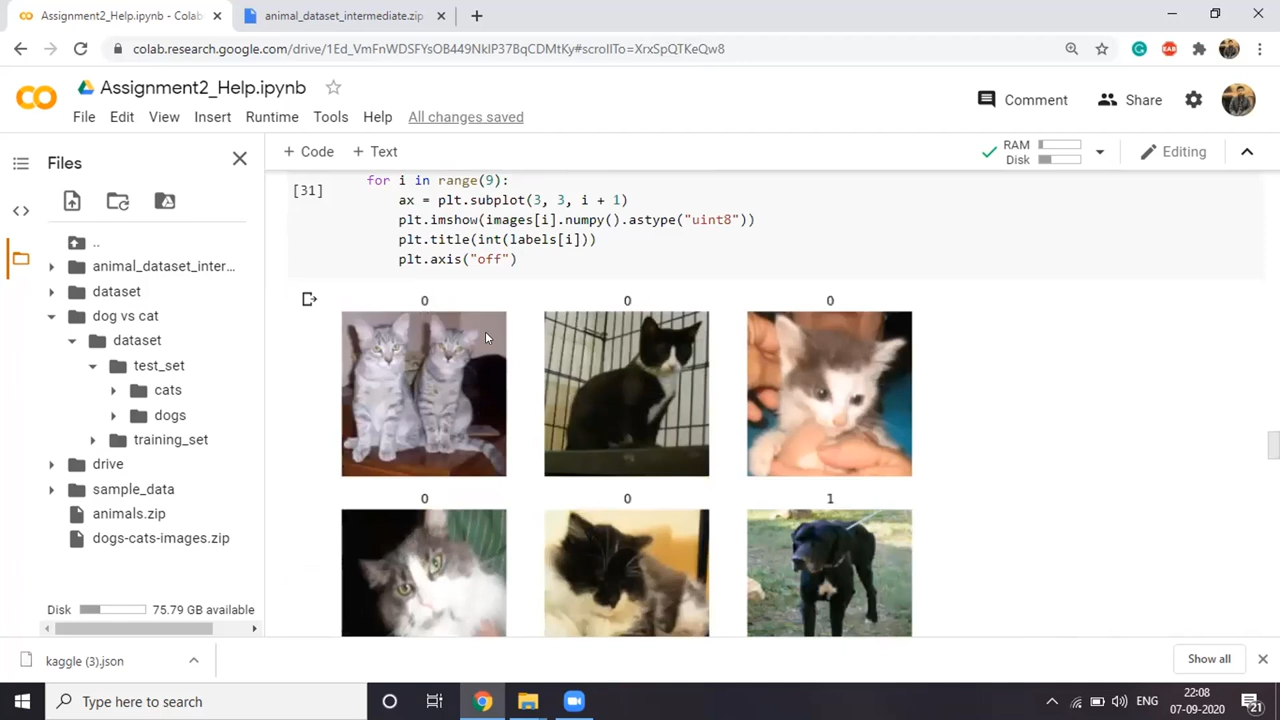 Assignment2_Help.ipynb - Colab
animal_dataset_intermediate.zip
colab.research.google.com/drive/1Ed_VmFnWDSFYsOB449NkIP37BqCDMtKy#scrollTo=XrxSpQTKeQw8
Assignment2_Help.ipynb
Comment
Share
File Edit View Insert Runtime Tools Help All changes saved
Files
+ Code + Text
RAM
Disk
Editing
[31]
for i in range(9):
ax = plt.subplot(3, 3, i + 1)
plt.imshow(images[i].numpy().astype("uint8"))
plt.title(int(labels[i]))
plt.axis("off")
..
animal_dataset_inter...
dataset
dog vs cat
dataset
test_set
cats
dogs
training_set
drive
sample_data
animals.zip
dogs-cats-images.zip
Disk 75.79 GB available
0 0 0
0 0 1
kaggle (3).json
Show all
Type here to search
ENG
22:08
07-09-2020
21